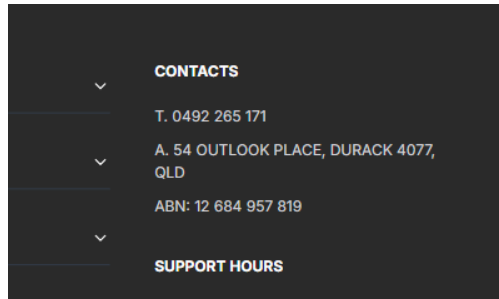 CONTACTS
T. 0492 265 171
A. 54 OUTLOOK PLACE, DURACK 4077,
QLD
ABN: 12 684 957 819
SUPPORT HOURS